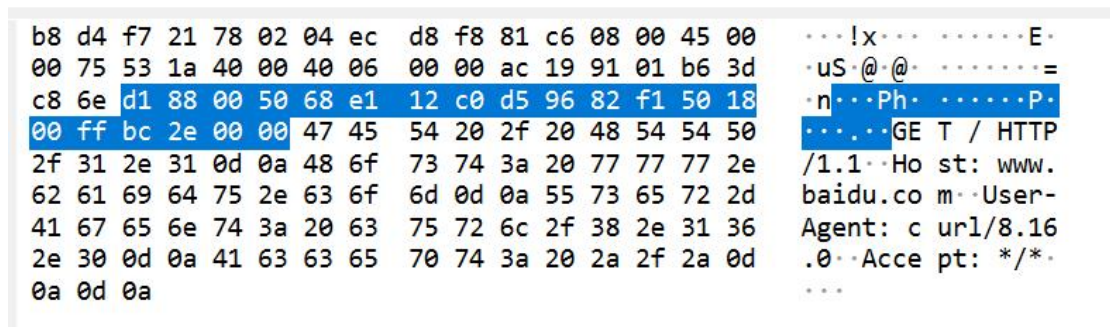 b8 d4 f7 21 78 02 04 ec d8 f8 81 c6 08 00 45 00 ···!x··· ······E·
00 75 53 1a 40 00 40 06 00 00 ac 19 91 01 b6 3d ·uS·@·@· ·······=
c8 6e d1 88 00 50 68 e1 12 c0 d5 96 82 f1 50 18 ·n···Ph· ······P·
00 ff bc 2e 00 00 47 45 54 20 2f 20 48 54 54 50 ···.··GE T / HTTP
2f 31 2e 31 0d 0a 48 6f 73 74 3a 20 77 77 77 2e /1.1··Ho st: www.
62 61 69 64 75 2e 63 6f 6d 0d 0a 55 73 65 72 2d baidu.co m··User-
41 67 65 6e 74 3a 20 63 75 72 6c 2f 38 2e 31 36 Agent: c url/8.16
2e 30 0d 0a 41 63 63 65 70 74 3a 20 2a 2f 2a 0d .0··Acce pt: */*·
0a 0d 0a ···